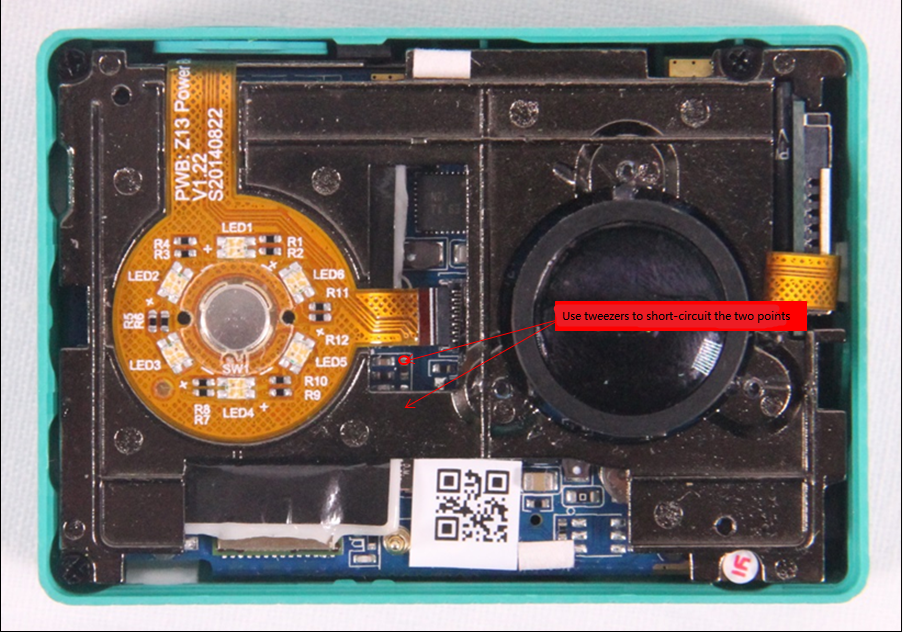 PWB: Z13 Power
V1.22
S20140822
LED1
R4
R3
R1
R2
LED2
LED6
R11
Use tweezers to short-circuit the two points
R12
LED3
SW1
LED5
R10
R9
LED4
R8
R7
15